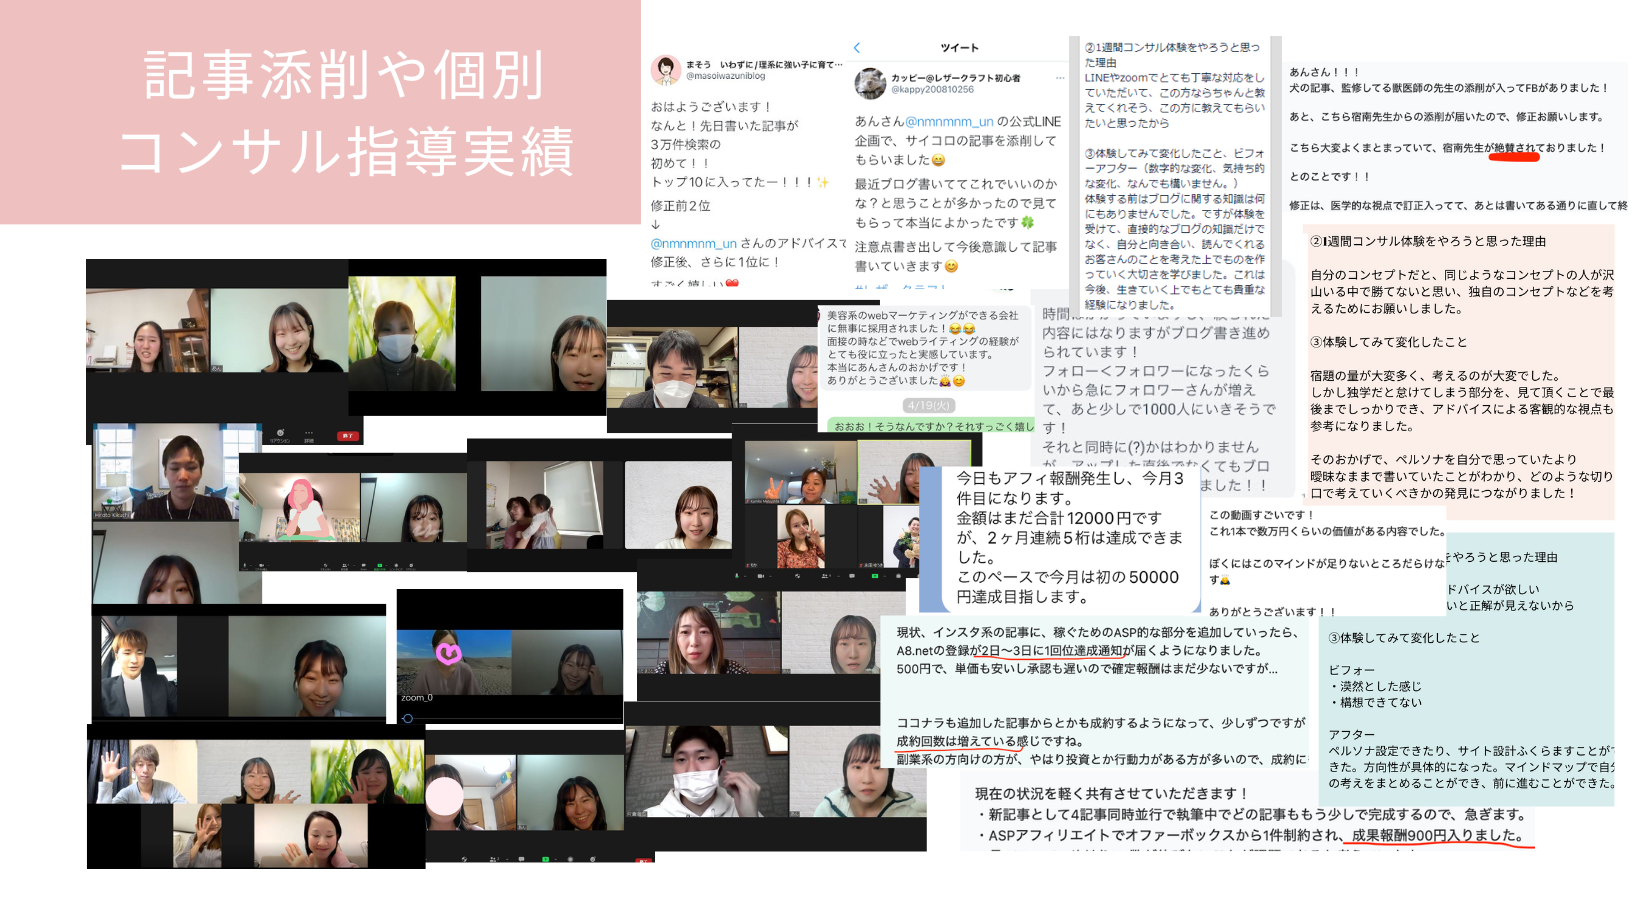 記事添削や個別
コンサル指導実績
まそう　いわずに/理系に強い子に育て…
@masoiwazuniblog
おはようございます！
なんと！先日書いた記事が
3万件検索の
初めて！！
トップ10に入ってたー！！！✨
修正前2位
↓
@nmnmnm_un さんのアドバイスで
修正後、さらに1位に！
すごく嬉しい❤️
ツイート
カッピー@レザークラフト初心者
@kappy200810256
あんさん@nmnmnm_un の公式LINE
企画で、サイコロの記事を添削して
もらいました😄
最近ブログ書いててこれでいいのか
な？と思うことが多かったので見て
もらって本当によかったです🍀
注意点書き出して今後意識して記事
書いていきます😊
②1週間コンサル体験をやろうと思っ
た理由
LINEやzoomでとても丁寧な対応をし
ていただいて、この方ならちゃんと教
えてくれそう、この方に教えてもらい
たいと思ったから
③体験してみて変化したこと、ビフォ
ーアフター（数字的な変化、気持ち的
な変化、なんでも構いません。）
体験する前はブログに関する知識は何
にもありませんでした。ですが体験を
受けて、直接的なブログの知識だけで
なく、自分と向き合い、読んでくれる
お客さんのことを考えた上でものを作
っていく大切さを学びました。これは
今後、生きていく上でもとても貴重な
経験になりました。
あんさん！！！
犬の記事、監修してる獣医師の先生の添削が入ってFBがありました！
あと、こちら宿南先生からの添削が届いたので、修正お願いします。
こちら大変よくまとまっていて、宿南先生が絶賛されておりました！
とのことです！！
修正は、医学的な視点で訂正入ってて、あとは書いてある通りに直して終
②1週間コンサル体験をやろうと思った理由
自分のコンセプトだと、同じようなコンセプトの人が沢
山いる中で勝てないと思い、独自のコンセプトなどを考
えるためにお願いしました。
③体験してみて変化したこと
宿題の量が大変多く、考えるのが大変でした。
しかし独学だと怠けてしまう部分を、見て頂くことで最
後までしっかりでき、アドバイスによる客観的な視点も
参考になりました。
そのおかげで、ペルソナを自分で思っていたより
曖昧なままで書いていたことがわかり、どのような切り
口で考えていくべきかの発見につながりました！
美容系のwebマーケティングができる会社
に無事に採用されました！😂😂
面接の時などでwebライティングの経験が
とても役に立ったと実感しています。
本当にあんさんのおかげです！
ありがとうございました🙇😊
4/19(火)
おおお！そうなんですか？それすっごく嬉し
内容にはなりますがブログ書き進め
られています！
フォロー＜フォロワーになったくら
いから急にフォロワーさんが増え
て、あと少しで1000人にいきそうで
す！
それと同時に(?)かはわかりません
ました！！
今日もアフィ報酬発生し、今月3
件目になります。
金額はまだ合計12000円です
が、2ヶ月連続5桁は達成できま
した。
このペースで今月は初の50000
円達成目指します。
この動画すごいです！
これ1本で数万円くらいの価値がある内容でした。
ぼくにはこのマインドが足りないところだらけな
す🙇
ありがとうございます！！
をやろうと思った理由
ドバイスが欲しい
いと正解が見えないから
③体験してみて変化したこと
ビフォー
・漠然とした感じ
・構想できてない
アフター
ペルソナ設定できたり、サイト設計ふくらますことがで
きた。方向性が具体的になった。マインドマップで自分
の考えをまとめることができ、前に進むことができた。
現状、インスタ系の記事に、稼ぐためのASP的な部分を追加していったら、
A8.netの登録が2日〜3日に1回位達成通知が届くようになりました。
500円で、単価も安いし承認も遅いので確定報酬はまだ少ないですが...
ココナラも追加した記事からとかも成約するようになって、少しずつですが
成約回数は増えている感じですね。
副業系の方向けの方が、やはり投資とか行動力がある方が多いので、成約に
現在の状況を軽く共有させていただきます！
・新記事として4記事同時並行で執筆中でどの記事ももう少しで完成するので、急ぎます。
・ASPアフィリエイトでオファーボックスから1件制約され、成果報酬900円入りました。
zoom_0
終了